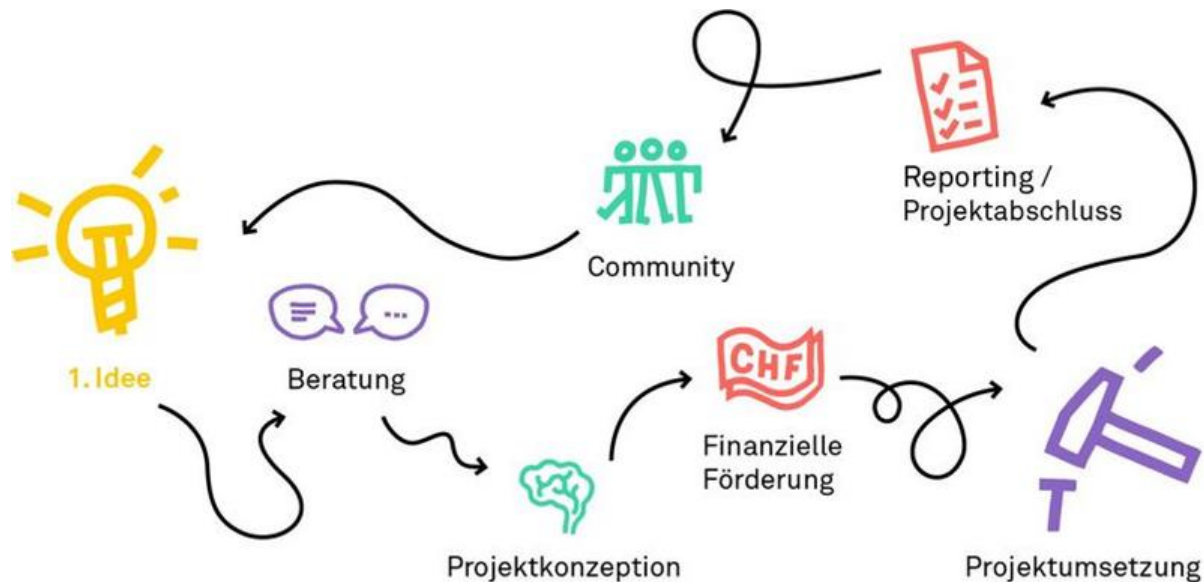 1. Idee
Beratung
Projektkonzeption
CHF
Finanzielle
Förderung
Projektumsetzung
Reporting /
Projektabschluss
Community